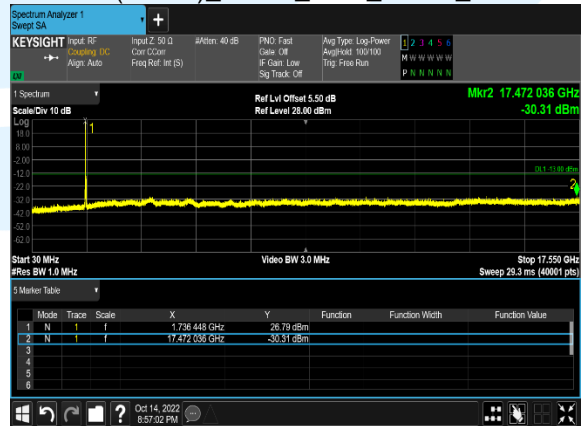 Spectrum Analyzer 1
Swept SA
+
KEYSIGHT
Input: RF
Coupling: DC
Align: Auto
Input Z: 50 Ω
Corr CCorr
Freq Ref: Int (S)
#Atten: 40 dB
PNO: Fast
Gate: Off
IF Gain: Low
Sig Track: Off
Avg Type: Log-Power
Avg|Hold: 100/100
Trig: Free Run
1 2 3 4 5 6
M W W W W W
P N N N N N
1 Spectrum
Scale/Div 10 dB
Ref Lvl Offset 5.50 dB
Ref Level 28.00 dBm
Mkr2 17.472 036 GHz
-30.31 dBm
Log
1
18.0
8.00
-2.00
-12.0
DL1 -13.00 dBm
-22.0
2
-32.0
-42.0
-52.0
-62.0
Start 30 MHz
Video BW 3.0 MHz
Stop 17.550 GHz
#Res BW 1.0 MHz
Sweep 29.3 ms (40001 pts)
5 Marker Table
Mode Trace Scale X Y Function Function Width Function Value
1 N 1 f 1.736 448 GHz 26.79 dBm
2 N 1 f 17.472 036 GHz -30.31 dBm
3
4
5
6
?
Oct 14, 2022
8:57:02 PM